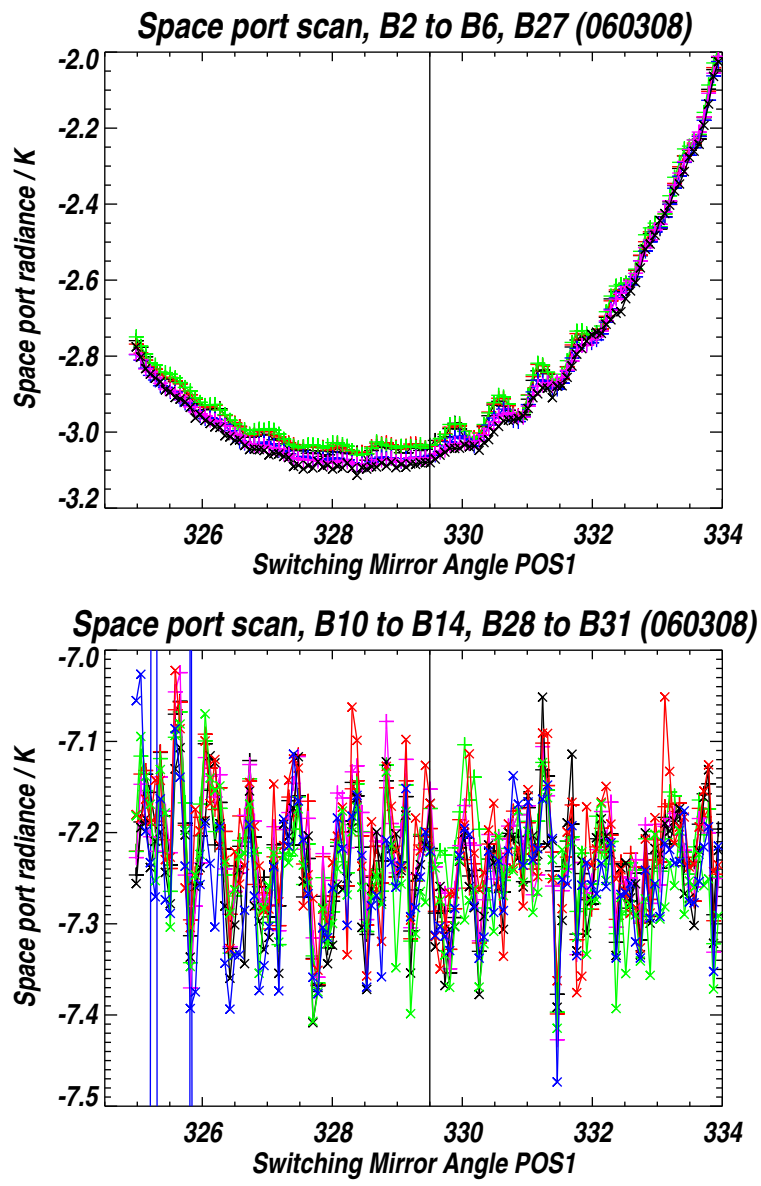 Space port scan, B2 to B6, B27 (060308)
Space port radiance / K
-2.0
-2.2
-2.4
-2.6
-2.8
-3.0
-3.2
326 328 330 332 334
Switching Mirror Angle POS1
Space port scan, B10 to B14, B28 to B31 (060308)
Space port radiance / K
-7.0
-7.1
-7.2
-7.3
-7.4
-7.5
326 328 330 332 334
Switching Mirror Angle POS1